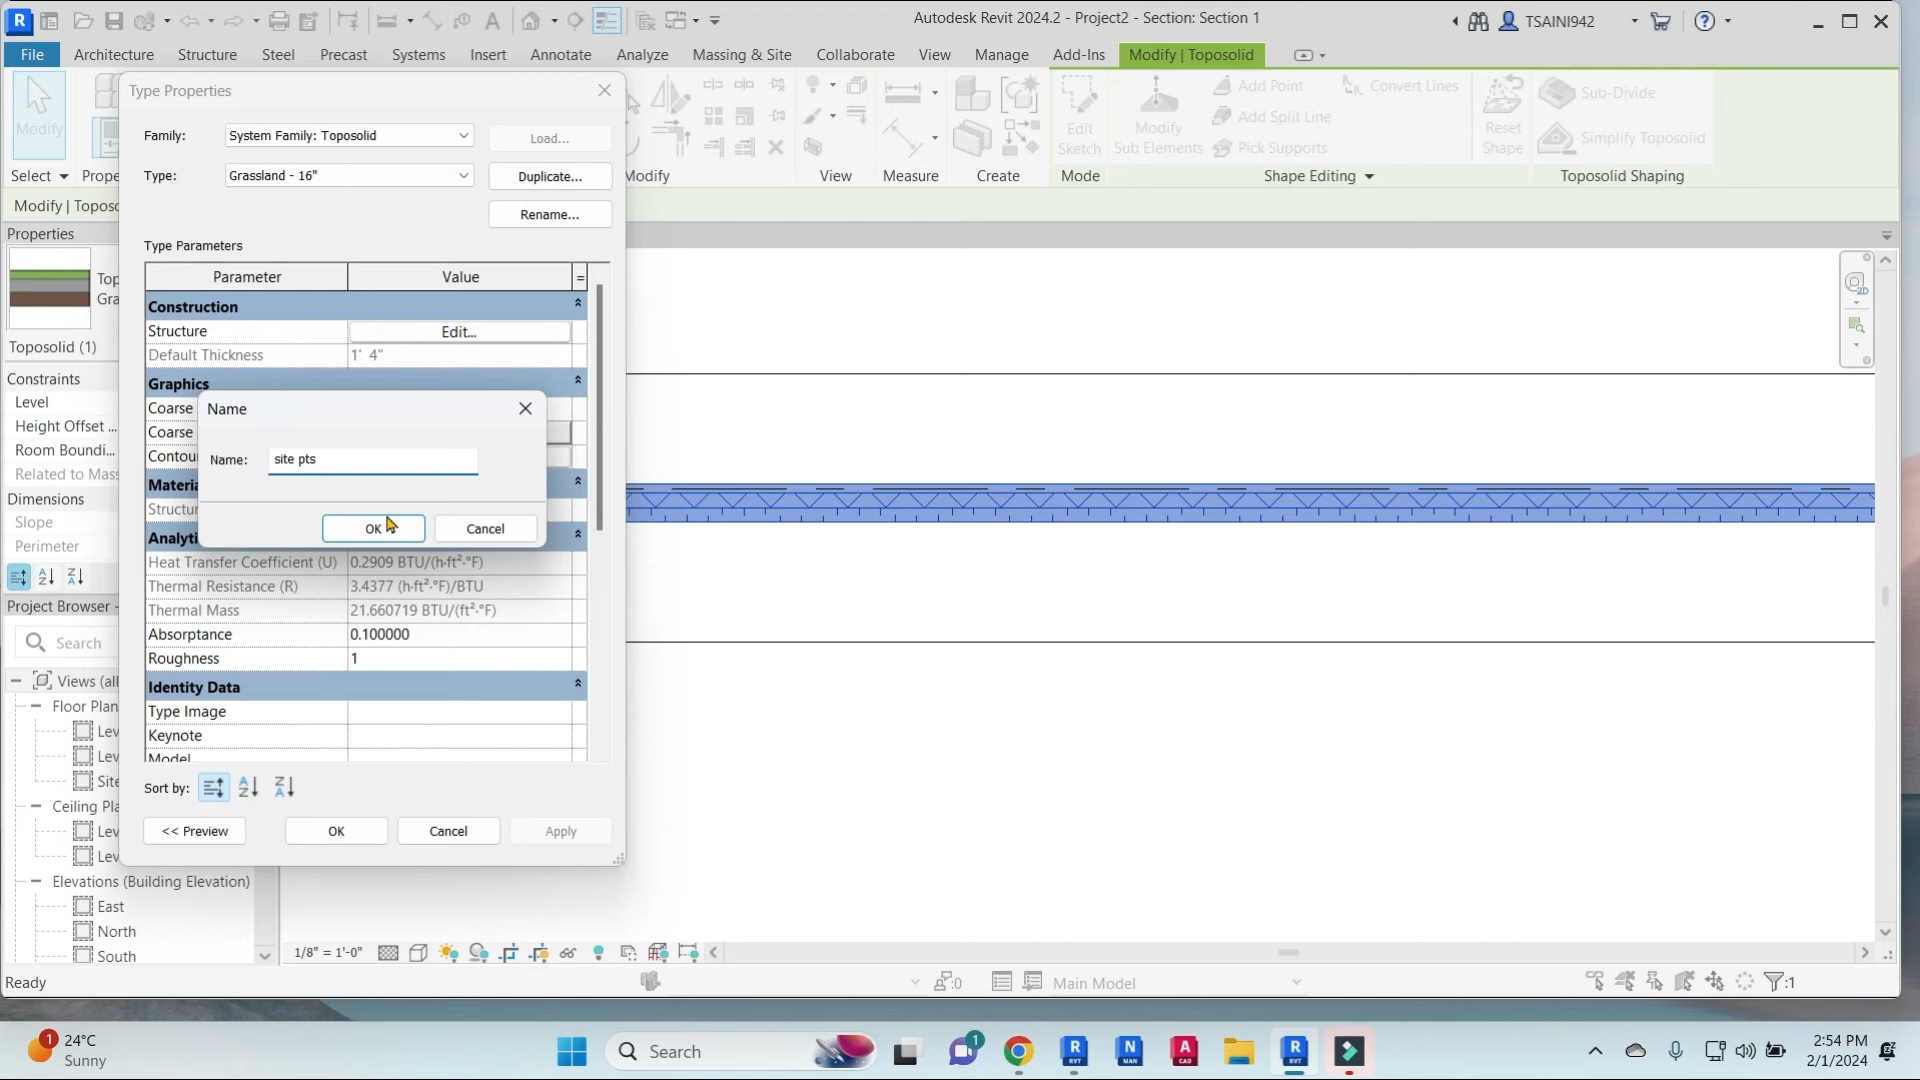 Autodesk Revit 2024.2 - Project2 - Section: Section 1
TSAINI942
File Architecture Structure Steel Precast Systems Insert Annotate Analyze Massing & Site Collaborate View Manage Add-Ins Modify | Toposolid
Modify
Edit
Sketch
Modify
Sub Elements
Add Point
Add Split Line
Pick Supports
Convert Lines
Reset
Shape
Sub-Divide
Simplify Toposolid
Select
Modify
View
Measure
Create
Mode
Shape Editing
Toposolid Shaping
Modify | Toposo
Properties
Toposolid (1)
Constraints
Level
Height Offset ...
Room Boundi...
Related to Mas
Dimensions
Slope
Perimeter
Project Browser -
Search
Views (all
Floor Plan
Lev
Lev
Site
Ceiling Pla
Lev
Lev
Elevations (Building Elevation)
East
North
South
Type Properties
Family: System Family: Toposolid Load...
Type: Grassland - 16" Duplicate...
Rename...
Type Parameters
Parameter Value =
Construction
Structure Edit...
Default Thickness 1' 4"
Graphics
Coarse
Coarse
Contou
Materia
Structur
Analyti
Heat Transfer Coefficient (U) 0.2909 BTU/(h·ft²·°F)
Thermal Resistance (R) 3.4377 (h·ft²·°F)/BTU
Thermal Mass 21.660719 BTU/(ft²·°F)
Absorptance 0.100000
Roughness 1
Identity Data
Type Image
Keynote
Model
Sort by:
<< Preview OK Cancel Apply
Name
Name: site pts
OK Cancel
1/8" = 1'-0"
Ready
:0
Main Model
:1
1
24°C
Sunny
Search
1
2:54 PM
2/1/2024